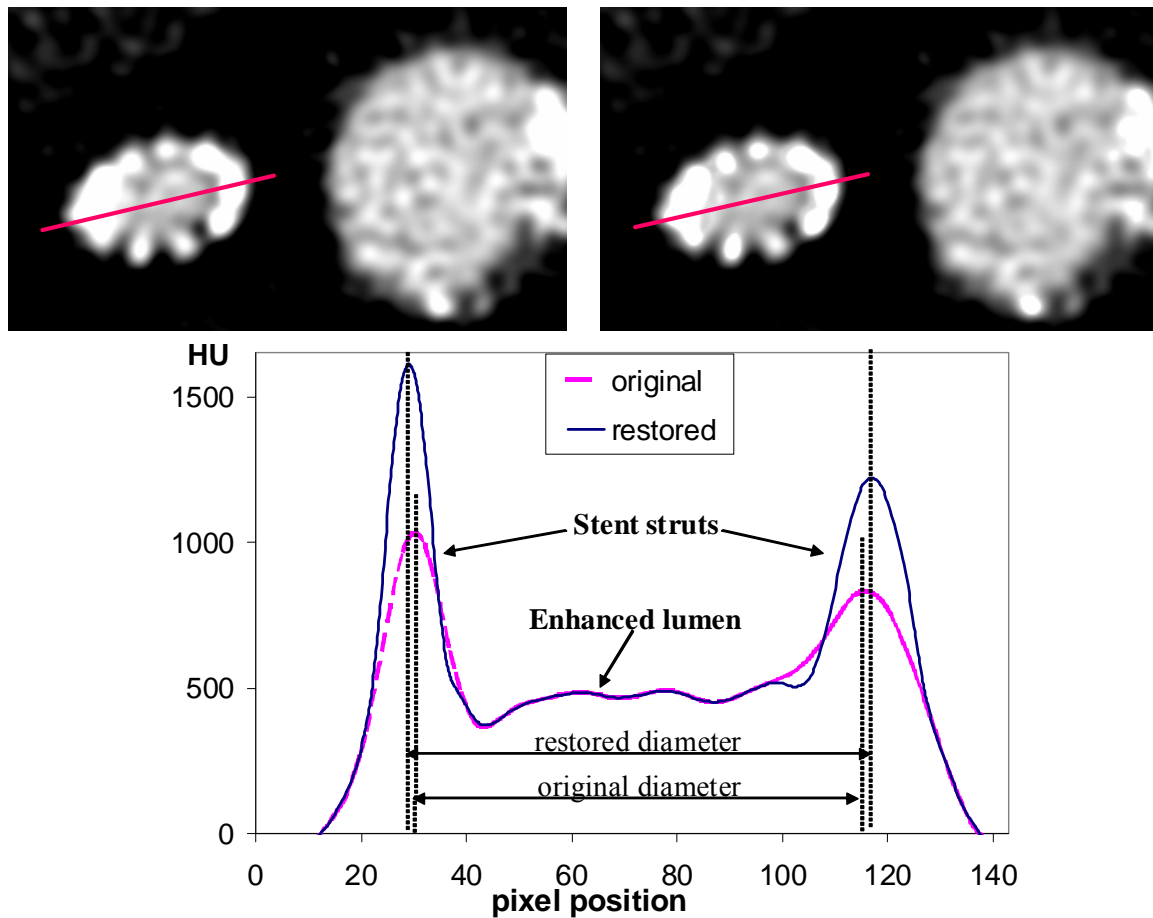 HU
1500
1000
500
0
original
restored
Stent struts
Enhanced lumen
restored diameter
original diameter
0 20 40 60 80 100 120 140
pixel position